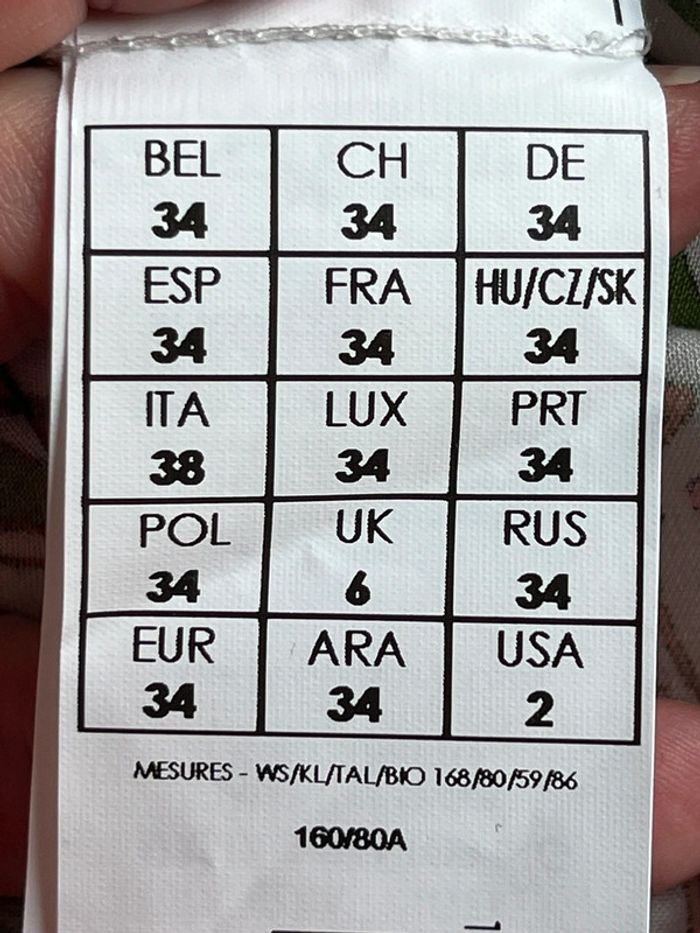 BEL CH DE
34 34 34
ESP FRA HU/CZ/SK
34 34 34
ITA LUX PRT
38 34 34
POL UK RUS
34 6 34
EUR ARA USA
34 34 2
MESURES - WS/KL/TAL/BIO 168/80/59/86
160/80A